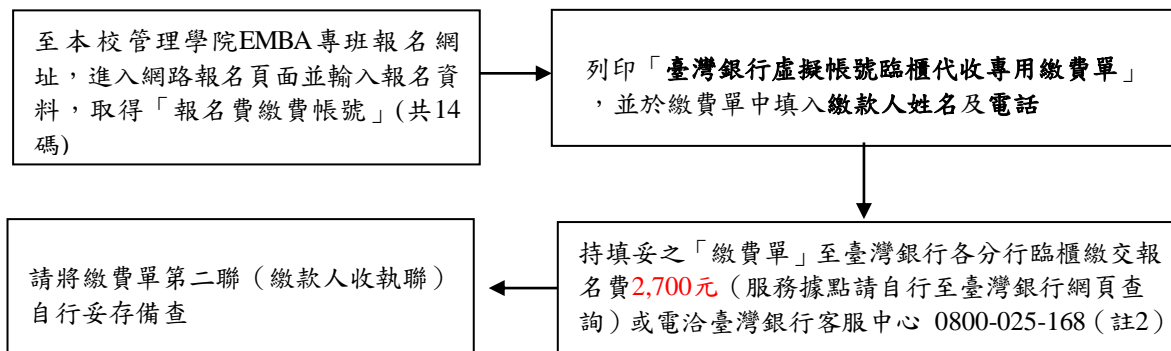 至本校管理學院EMBA專班報名網
址，進入網路報名頁面並輸入報名資
料，取得「報名費繳費帳號」(共14
碼)
列印「臺灣銀行虛擬帳號臨櫃代收專用繳費單」
，並於繳費單中填入繳款人姓名及電話
持填妥之「繳費單」至臺灣銀行各分行臨櫃繳交報
名費2,700元（服務據點請自行至臺灣銀行網頁查
詢）或電洽臺灣銀行客服中心 0800-025-168（註2）
請將繳費單第二聯（繳款人收執聯）
自行妥存備查